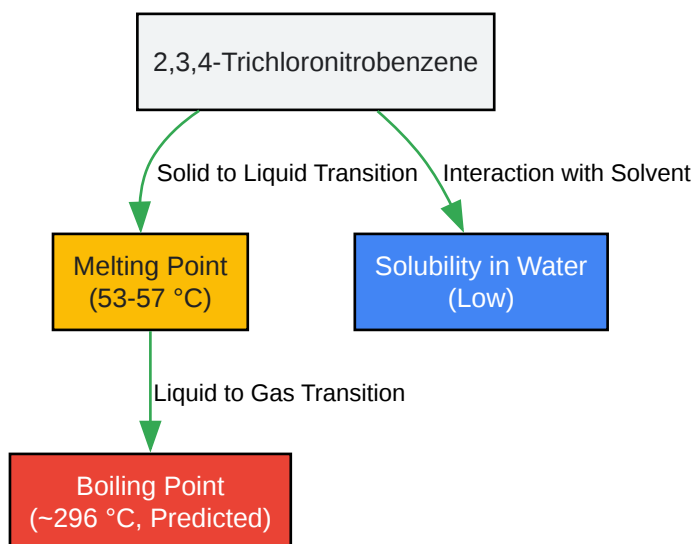 2,3,4-Trichloronitrobenzene
Solid to Liquid Transition
Interaction with Solvent
Melting Point
(53-57 °C)
Solubility in Water
(Low)
Liquid to Gas Transition
Boiling Point
(~296 °C, Predicted)